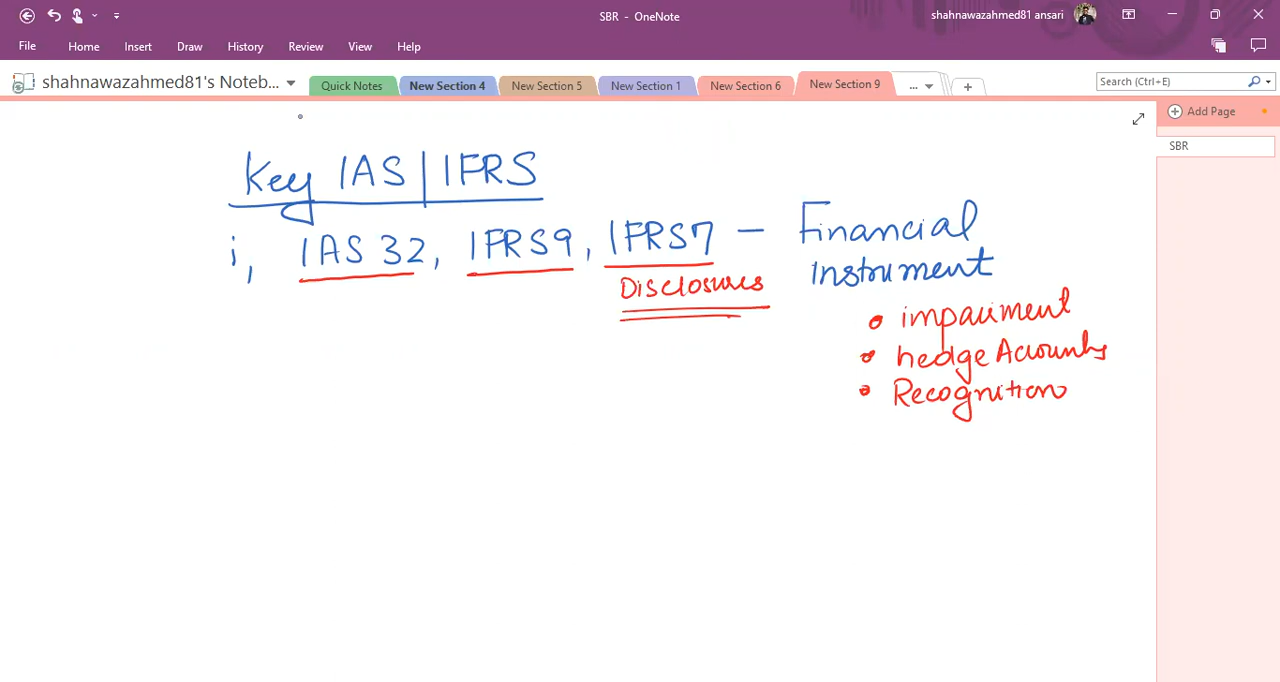 SBR - OneNote
shahnawazahmed81 ansari
File Home Insert Draw History Review View Help
shahnawazahmed81's Noteb... Quick Notes New Section 4 New Section 5 New Section 1 New Section 6 New Section 9 ... + Search (Ctrl+E)
Add Page
SBR
Key IAS | IFRS
i, IAS 32, IFRS9, IFRS7 - Financial
Instrument
Disclosures
• impairment
• hedge Accounts
• Recognition